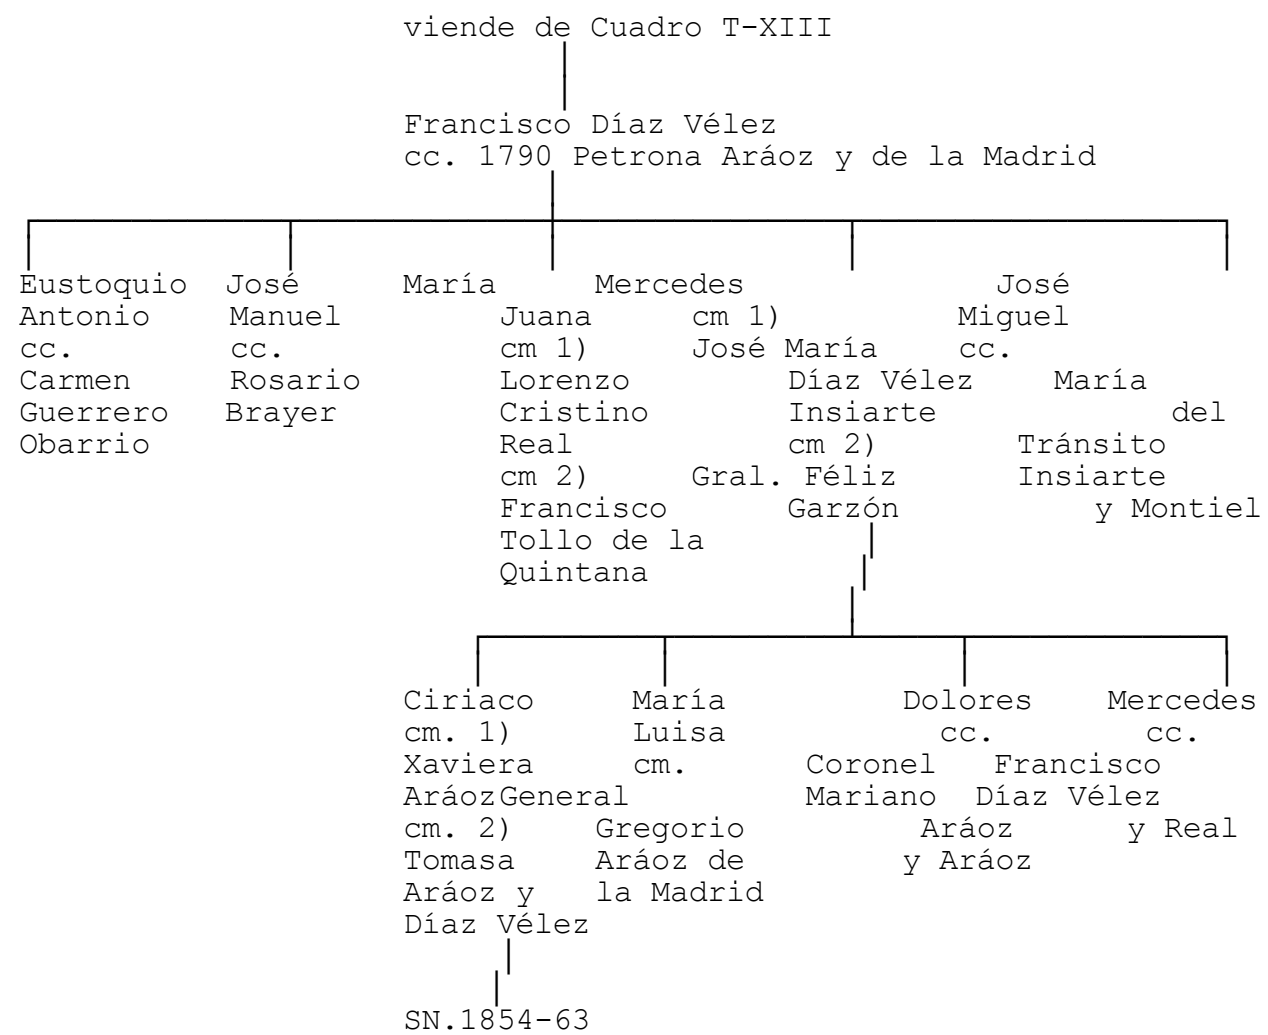 viende de Cuadro T-XIII
Francisco Díaz Vélez
cc. 1790 Petrona Aráoz y de la Madrid
Eustoquio José María Mercedes José
Antonio Manuel Juana cm 1) Miguel
cc. cc. cm 1) José María cc.
Carmen Rosario Lorenzo Díaz Vélez María
Guerrero Brayer Cristino Insiarte del
Obarrio Real cm 2) Tránsito
cm 2) Gral. Féliz Insiarte
Francisco Garzón y Montiel
Tollo de la
Quintana
Ciriaco María Dolores Mercedes
cm. 1) Luisa cc. cc.
Xaviera cm. Coronel Francisco
AráozGeneral Mariano Díaz Vélez
cm. 2) Gregorio Aráoz y Real
Tomasa Aráoz de y Aráoz
Aráoz y la Madrid
Díaz Vélez
SN.1854-63